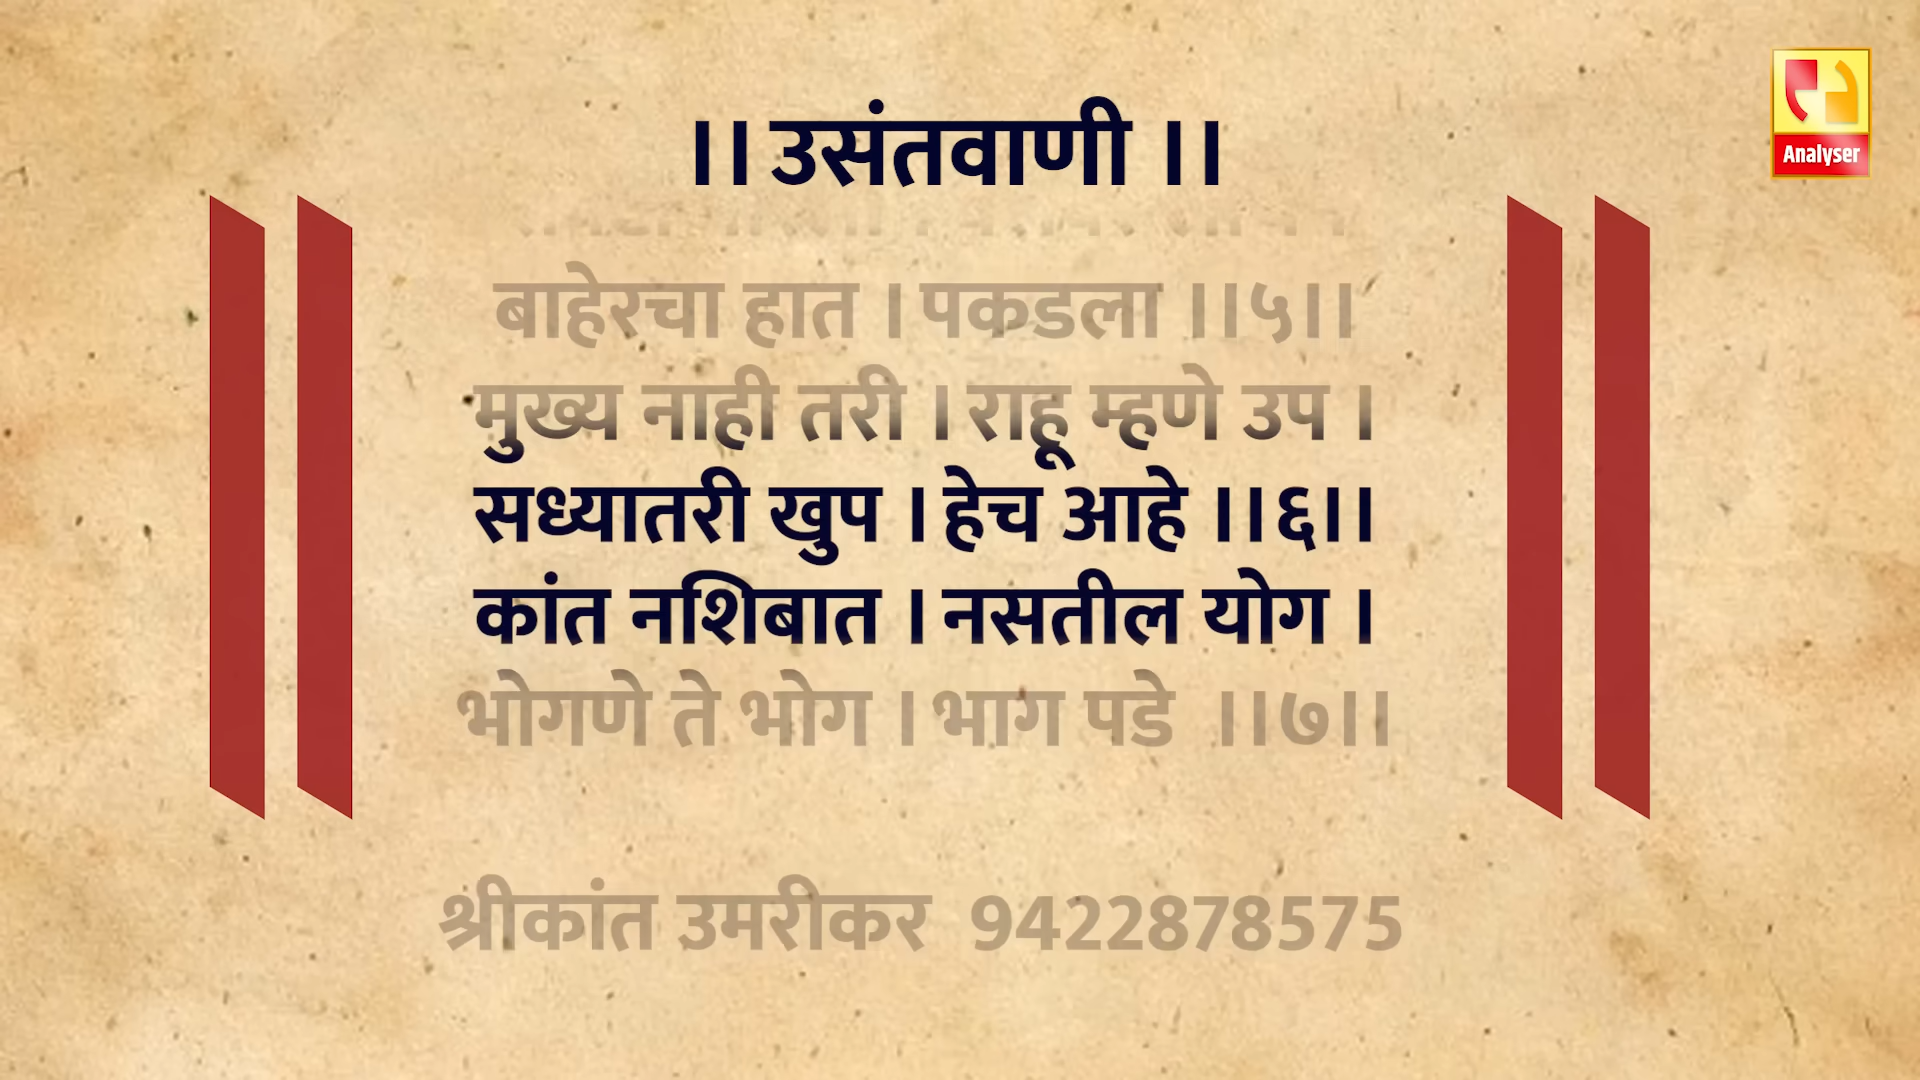 ।। उसंतवाणी ।।
Analyser
बाहेरचा हात । पकडला ।।५।।
मुख्य नाही तरी । राहू म्हणे उप ।
सध्यातरी खुप । हेच आहे ।।६।।
कांत नशिबात । नसतील योग ।
भोगणे ते भोग । भाग पडे ।।७।।
श्रीकांत उमरीकर 9422878575